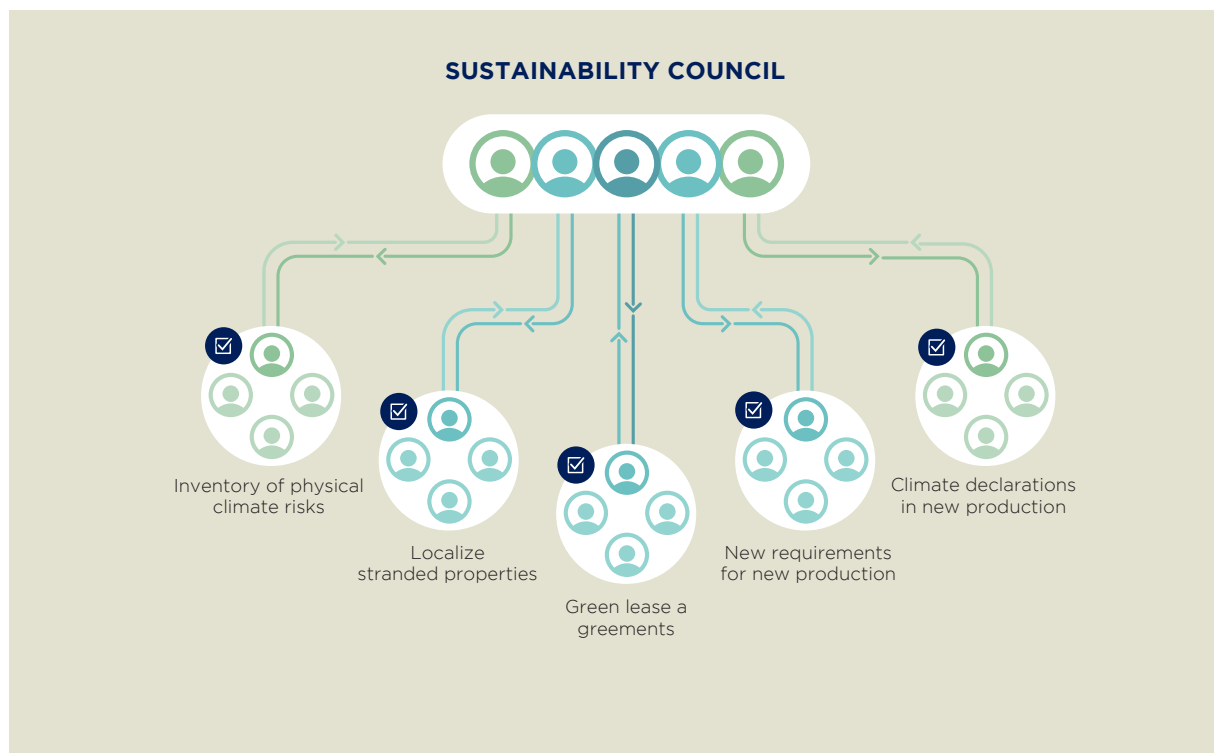 SUSTAINABILITY COUNCIL
Inventory of physical
climate risks
Localize
stranded properties
Green lease a
greements
New requirements
for new production
Climate declarations
in new production